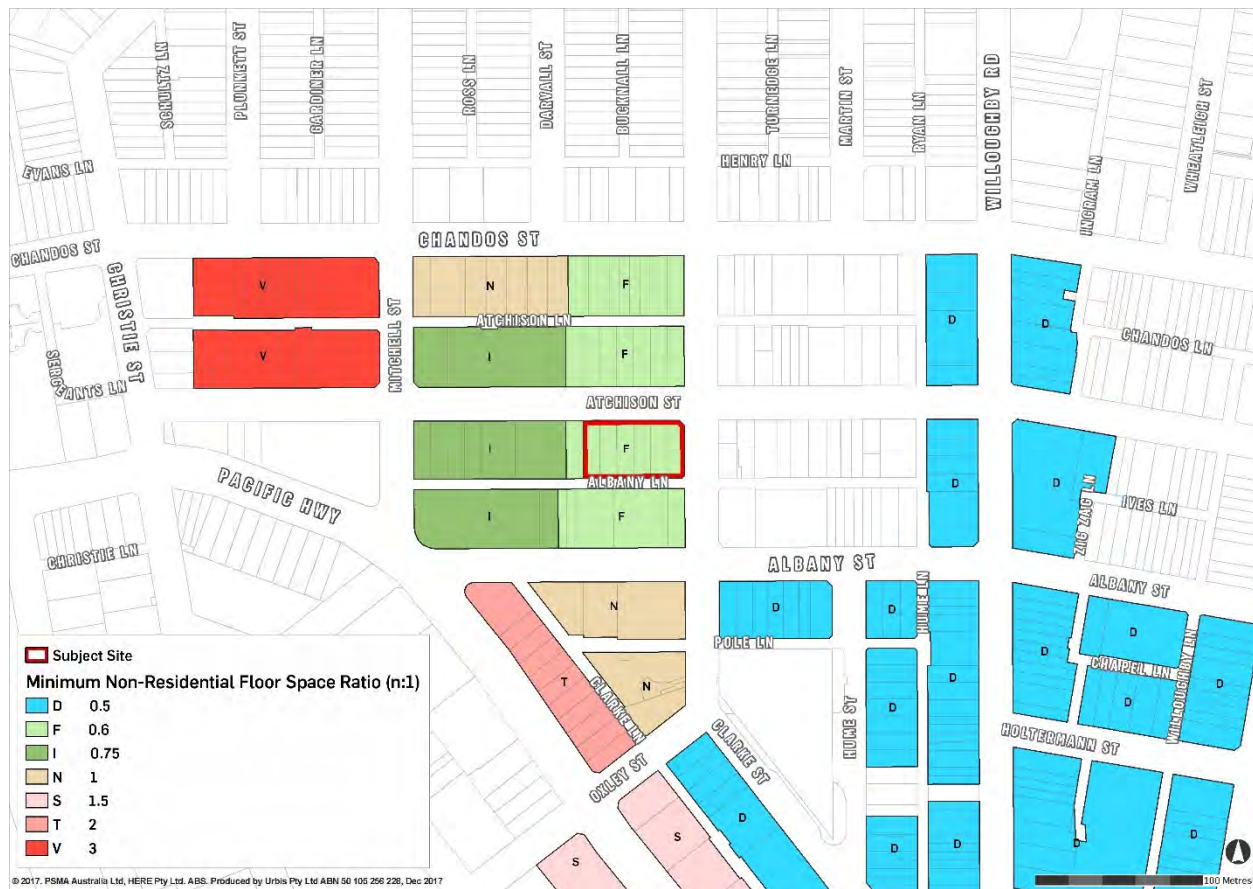 SCHULTZ LN
PLUNKETT ST
GARDINER LN
ROSS LN
DARVALL ST
BUCKNALL LN
TURNEDGE LN
MARTIN ST
RYAN LN
WILLOUGHBY RD
INGRAM LN
WHEATLEIGH ST
EVANS LN
HENRY LN
CHANDOS ST
CHANDOS ST
CHRISTIE ST
V
MITCHELL ST
N
F
ATCHISON LN
D
D
CHANDOS LN
V
I
F
SERGEANTS LN
ATCHISON ST
I
F
ALBANY LN
D
D
ZIG ZAG LN
IVES LN
PACIFIC HWY
I
F
CHRISTIE LN
ALBANY ST
ALBANY ST
N
D
D
HUME LN
POLE LN
D
D
CHAPEL LN
WILLOUGHBY LN
D
T
CLARKE LN
N
D
D
D
HUME ST
HOLTERMANN ST
OXLEY ST
CLARKE ST
S
D
S
D
D
D
D
Subject Site
Minimum Non-Residential Floor Space Ratio (n:1)
D 0.5
F 0.6
I 0.75
N 1
S 1.5
T 2
V 3
100 Metres
© 2017. PSMA Australia Ltd, HERE Pty Ltd. ABS. Produced by Urbis Pty Ltd ABN 50 105 256 228, Dec 2017